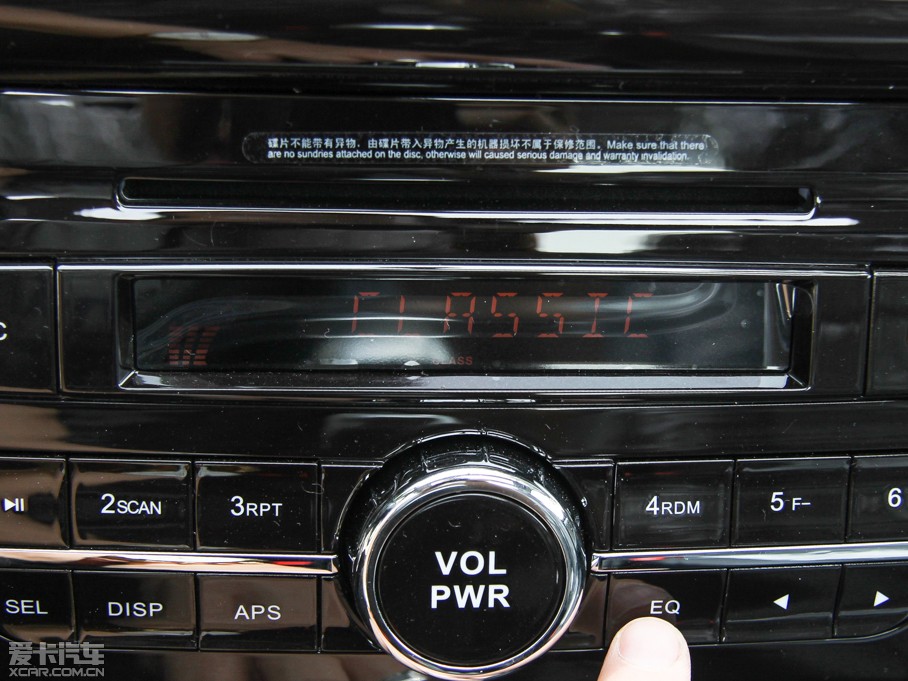 碟片不能带有异物，由碟片带入异物产生的机器损坏不属于保修范围。Make sure that there
are no sundries attached on the disc, otherwise will caused serious damage and warranty invalidation.
CLASSIC
CLASS
C
2SCAN
3RPT
4RDM
5 F-
6
VOL
PWR
SEL
DISP
APS
EQ
爱卡汽车
XCAR.COM.CN